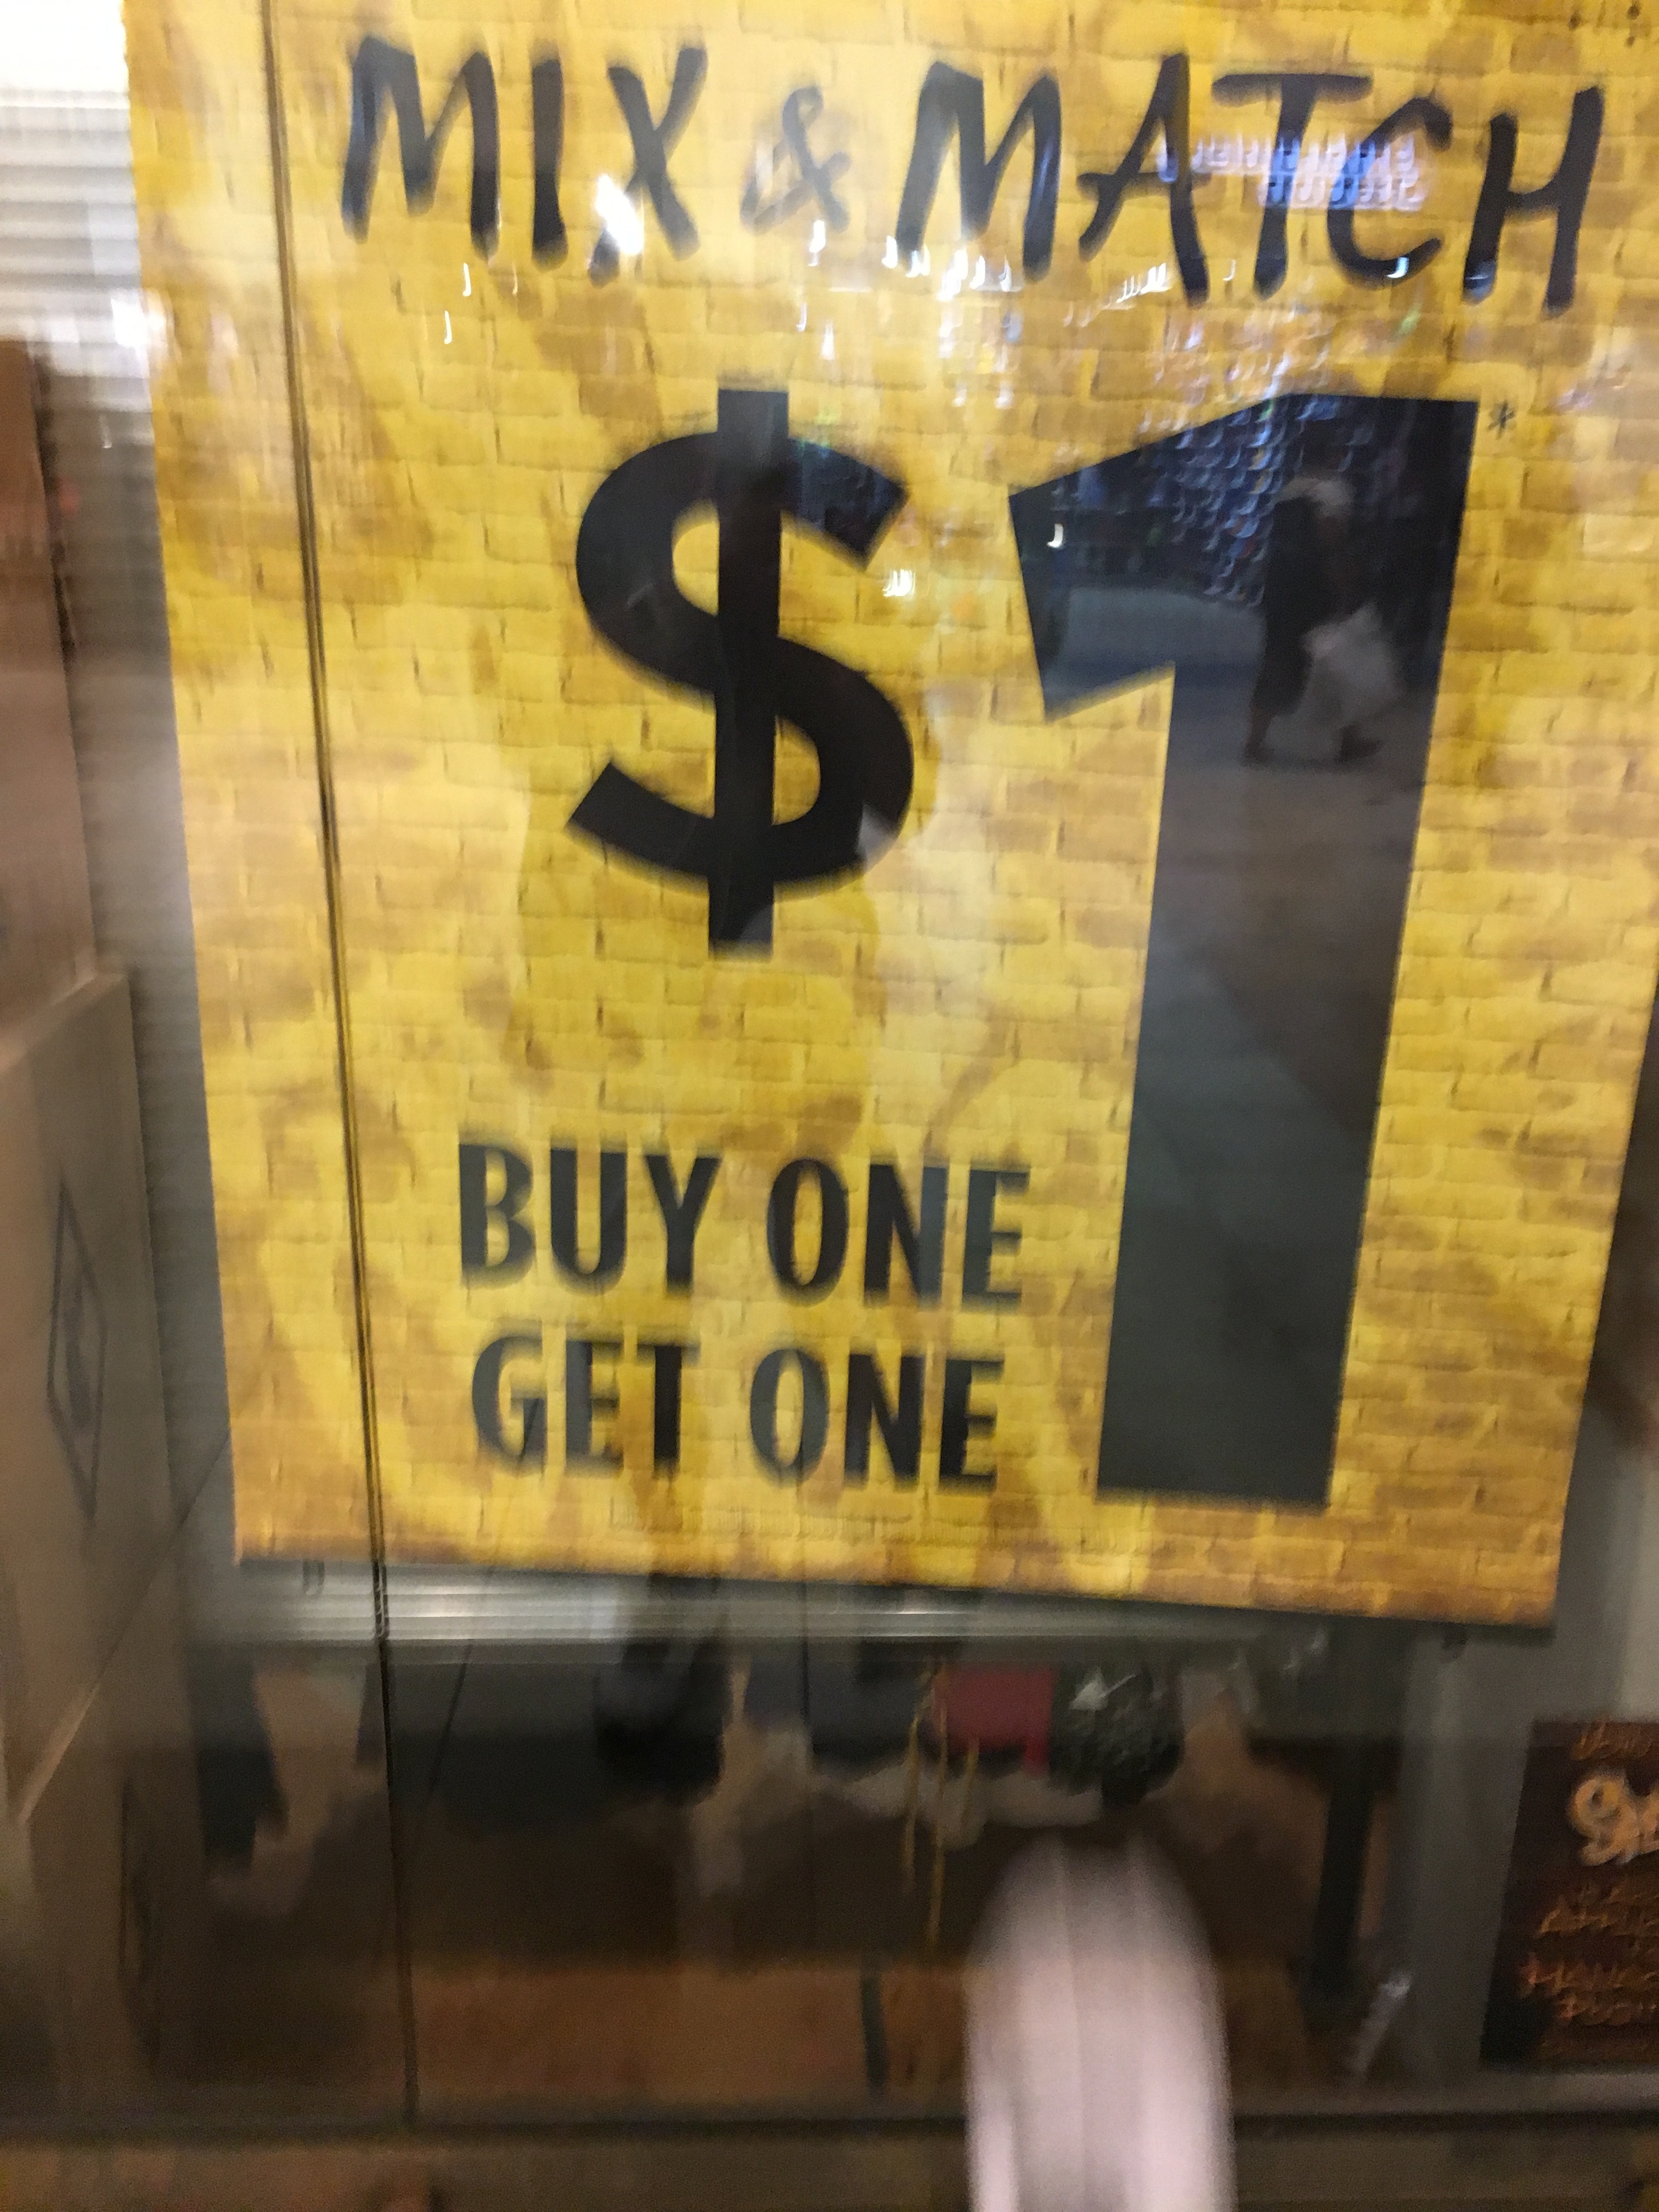 MIX & MATCH
$1*
BUY ONE
GET ONE